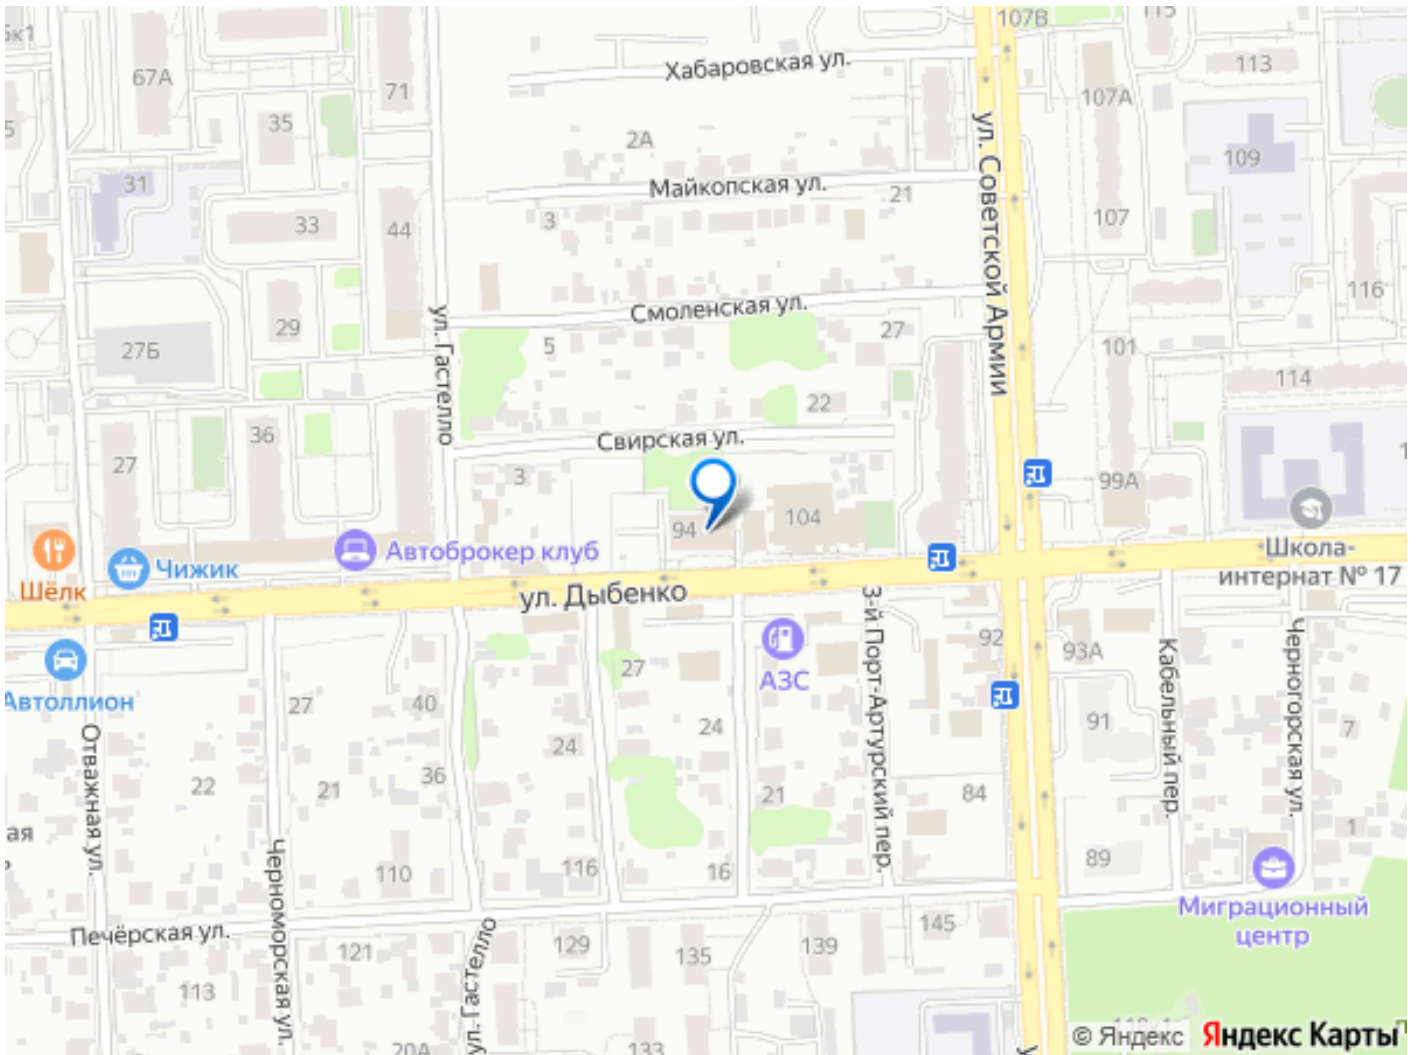 107В
115
5к1
Хабаровская ул.
113
67А
71
107А
35
2А
109
31
Майкопская ул.
21
ул. Советской Армии
33
44
3
107
29
ул. Гастелло
Смоленская ул.
116
27Б
5
27
101
114
22
36
Свирская ул.
27
3
99А
94
104
Шёлк
Чижик
Автоброкер клуб
Школа-
интернат № 17
ул. Дыбенко
3-й Порт-Артурский пер.
92
93А
Кабельный пер.
Черногорская ул.
Автоллион
27
АЗС
Отважная ул.
27
40
24
24
91
7
22
21
36
21
84
1
ая
Черноморская ул.
110
116
16
89
Миграционный
центр
Печёрская ул.
121
ул. Гастелло
129
135
139
145
113
20А
133
© Яндекс
Яндекс Карты